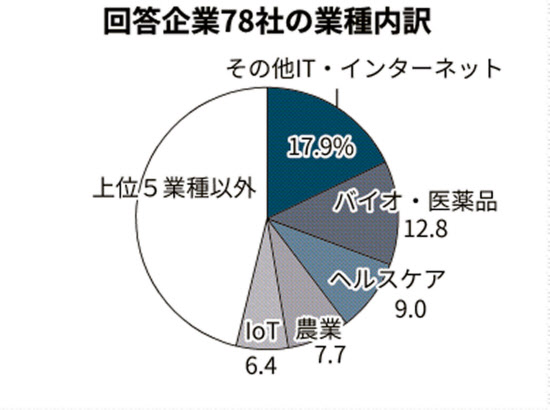 回答企業78社の業種内訳
その他IT・インターネット
17.9%
上位５業種以外
バイオ・医薬品
12.8
ヘルスケア
9.0
IoT
農業
7.7
6.4